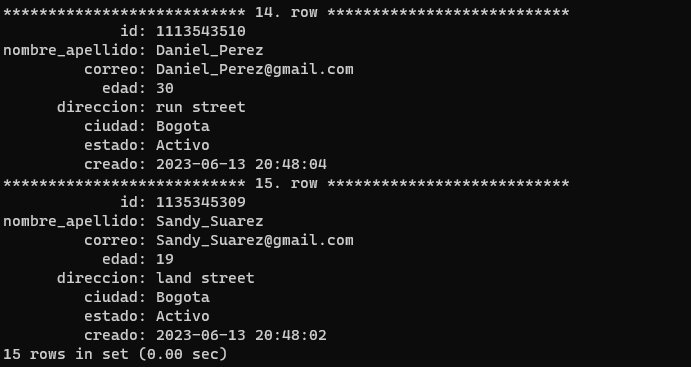 *************************** 14. row ***************************
id: 1113543510
nombre_apellido: Daniel_Perez
correo: Daniel_Perez@gmail.com
edad: 30
direccion: run street
ciudad: Bogota
estado: Activo
creado: 2023-06-13 20:48:04
*************************** 15. row ***************************
id: 1135345309
nombre_apellido: Sandy_Suarez
correo: Sandy_Suarez@gmail.com
edad: 19
direccion: land street
ciudad: Bogota
estado: Activo
creado: 2023-06-13 20:48:02
15 rows in set (0.00 sec)